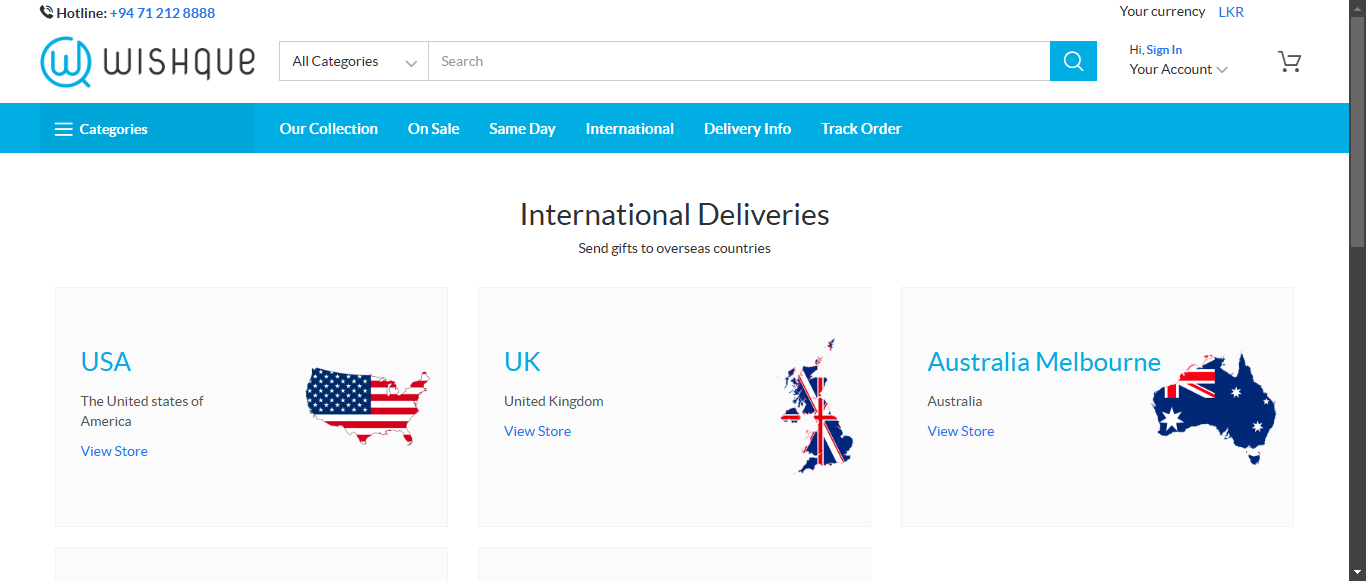 Hotline: +94 71 212 8888
Your currency LKR
WISHQUE
All Categories
Search
Hi, Sign In
Your Account
Categories
Our Collection
On Sale
Same Day
International
Delivery Info
Track Order
International Deliveries
Send gifts to overseas countries
USA
The United states of
America
View Store
UK
United Kingdom
View Store
Australia Melbourne
Australia
View Store